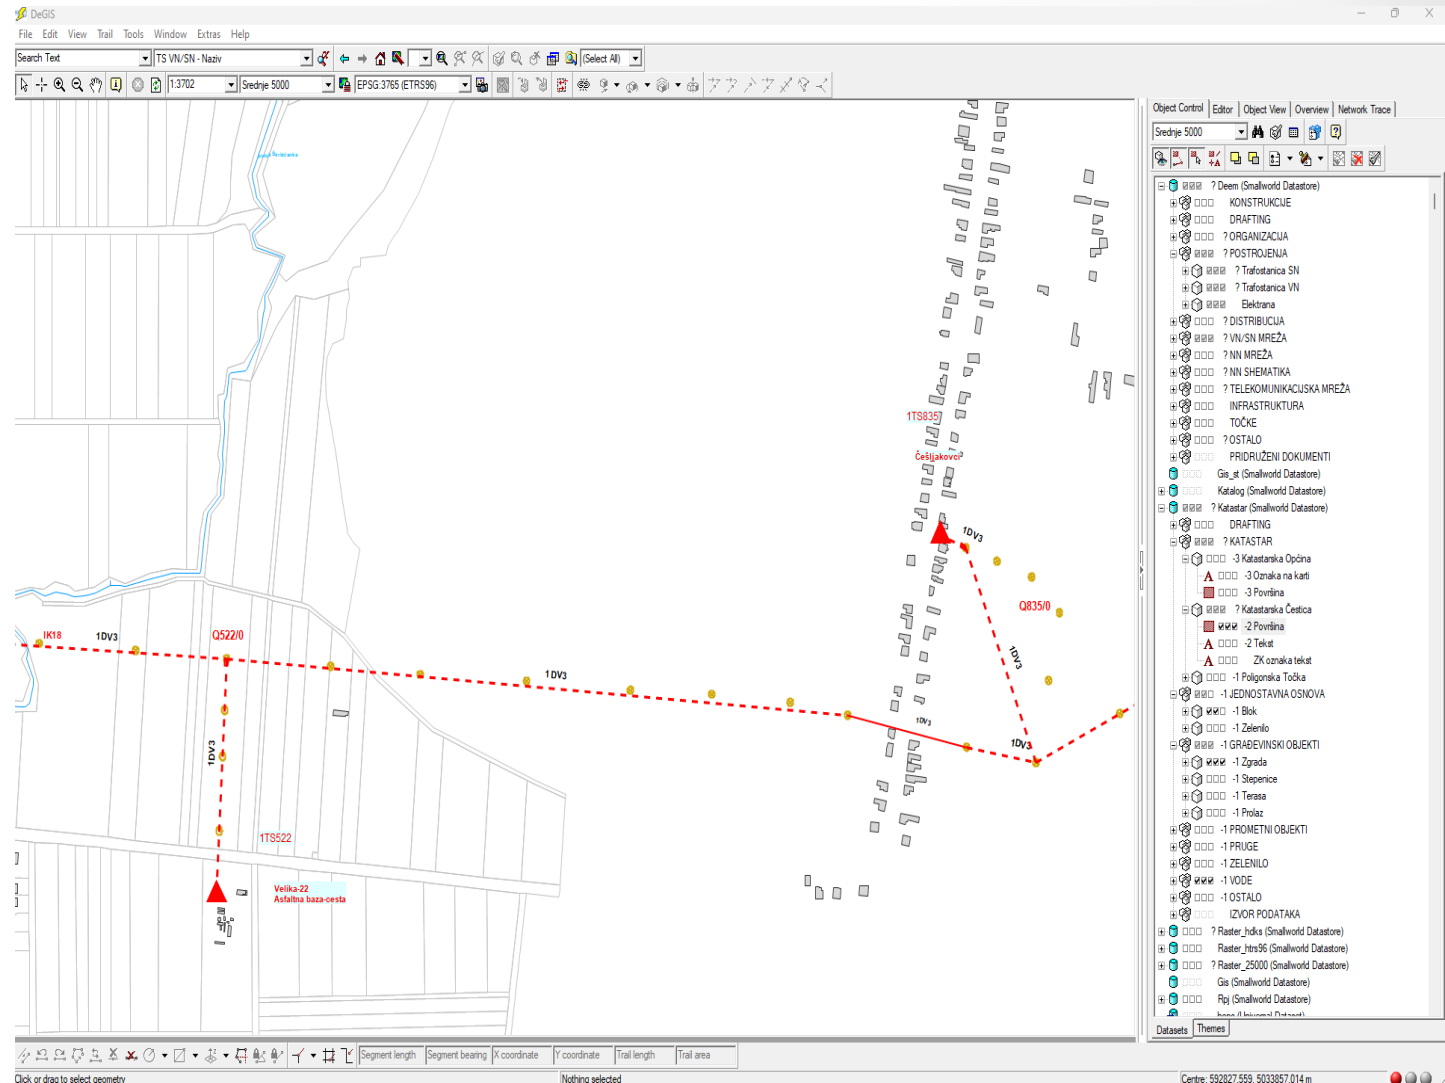 DeGIS
File Edit View Trail Tools Window Extras Help
Search Text TS VN/SN - Naziv (Select All)
1:3702 Srednje 5000 EPSG:3765 (ETRS96)
Object Control Editor Object View Overview Network Trace
Srednje 5000
? Deem (Smallworld Datastore)
KONSTRUKCIJE
DRAFTING
? ORGANIZACIJA
? POSTROJENJA
? Trafostanica SN
? Trafostanica VN
Elektrana
? DISTRIBUCIJA
? VN/SN MREŽA
? NN MREŽA
? NN SHEMATIKA
? TELEKOMUNIKACIJSKA MREŽA
INFRASTRUKTURA
TOČKE
? OSTALO
PRIDRUŽENI DOKUMENTI
Gis_st (Smallworld Datastore)
Katalog (Smallworld Datastore)
? Katastar (Smallworld Datastore)
DRAFTING
? KATASTAR
-3 Katastarska Općina
-3 Oznaka na karti
-3 Površina
? Katastarska Čestica
-2 Površina
-2 Tekst
ZK oznaka tekst
-1 Poligonska Točka
-1 JEDNOSTAVNA OSNOVA
-1 Blok
-1 Zelenilo
-1 GRAĐEVINSKI OBJEKTI
-1 Zgrada
-1 Stepenice
-1 Terasa
-1 Prolaz
-1 PROMETNI OBJEKTI
-1 PRUGE
-1 ZELENILO
-1 VODE
-1 OSTALO
IZVOR PODATAKA
? Raster_hdks (Smallworld Datastore)
Raster_htrs96 (Smallworld Datastore)
? Raster_25000 (Smallworld Datastore)
Gis (Smallworld Datastore)
Rpj (Smallworld Datastore)
Datasets Themes
1TS835
Češljakovci
1DV3
Q835/0
1DV3
IK18
1DV3
Q522/0
1DV3
1DV3
1DV3
1DV3
1TS522
Velika-22
Asfaltna baza-cesta
Segment length Segment bearing X coordinate Y coordinate Trail length Trail area
Click or drag to select geometry
Nothing selected
Centre: 592827.559, 5033857.014 m